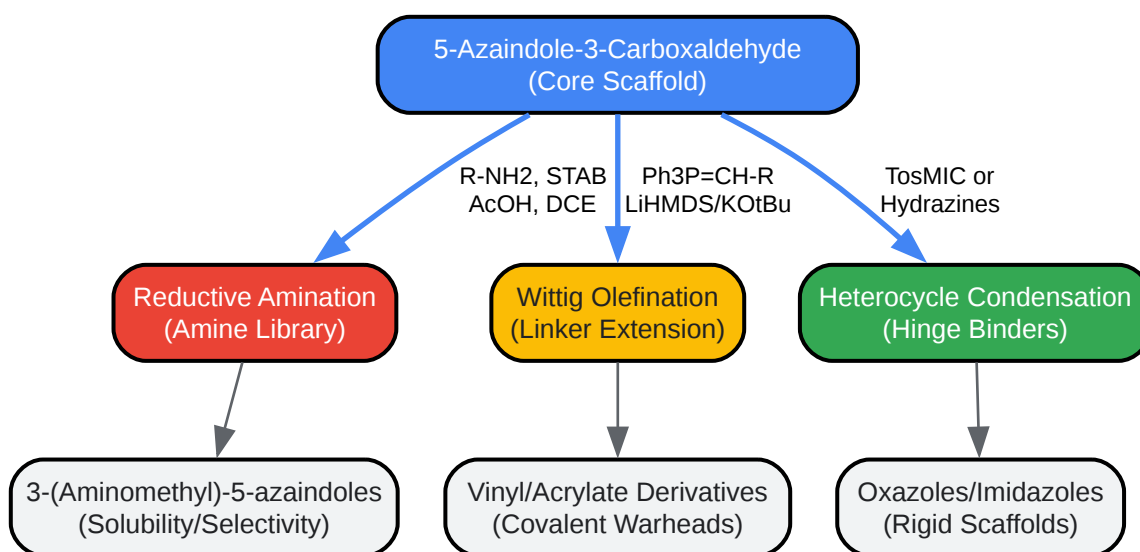 5-Azaindole-3-Carboxaldehyde
(Core Scaffold)
R-NH2, STAB
AcOH, DCE
Ph3P=CH-R
LiHMDS/KOtBu
TosMIC or
Hydrazines
Reductive Amination
(Amine Library)
Wittig Olefination
(Linker Extension)
Heterocycle Condensation
(Hinge Binders)
3-(Aminomethyl)-5-azaindoles
(Solubility/Selectivity)
Vinyl/Acrylate Derivatives
(Covalent Warheads)
Oxazoles/Imidazoles
(Rigid Scaffolds)